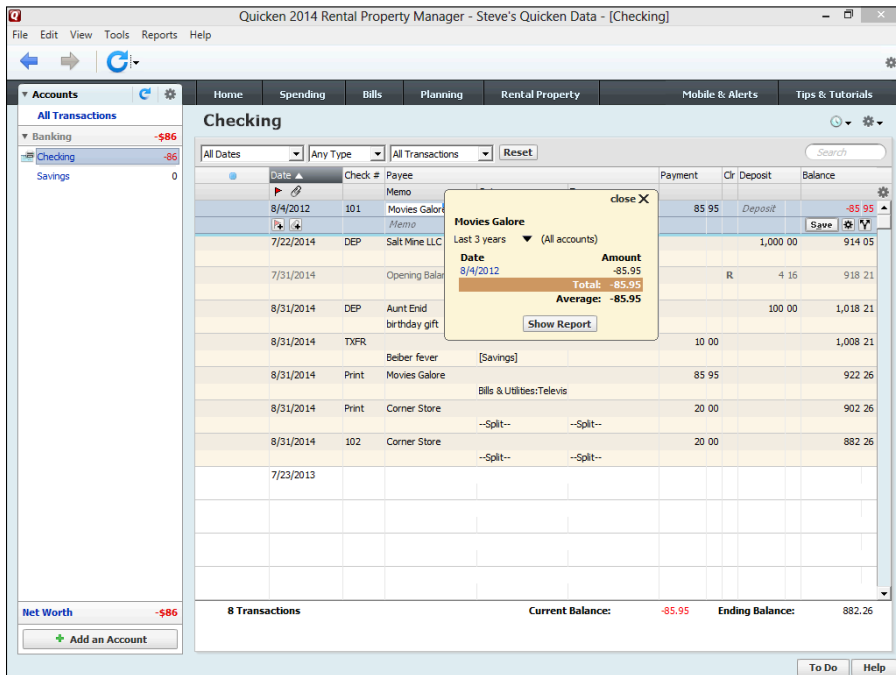 Quicken 2014 Rental Property Manager - Steve's Quicken Data - [Checking]
File Edit View Tools Reports Help
Accounts
All Transactions
Banking -$86
Checking -86
Savings 0
Net Worth -$86
Add an Account
Home Spending Bills Planning Rental Property Mobile & Alerts Tips & Tutorials
Checking
All Dates Any Type All Transactions Reset Search
Date Check # Payee Payment Clr Deposit Balance
Memo
8/4/2012 101 Movies Galore 85 95 Deposit -85 95
Memo Save
7/22/2014 DEP Salt Mine LLC 1,000 00 914 05
7/31/2014 Opening Balan R 4 16 918 21
8/31/2014 DEP Aunt Enid 100 00 1,018 21
birthday gift
8/31/2014 TXFR 10 00 1,008 21
Beiber fever [Savings]
8/31/2014 Print Movies Galore 85 95 922 26
Bills & Utilities:Televis
8/31/2014 Print Corner Store 20 00 902 26
--Split-- --Split--
8/31/2014 102 Corner Store 20 00 882 26
--Split-- --Split--
7/23/2013
close X
Movies Galore
Last 3 years (All accounts)
Date Amount
8/4/2012 -85.95
Total: -85.95
Average: -85.95
Show Report
8 Transactions Current Balance: -85.95 Ending Balance: 882.26
To Do Help